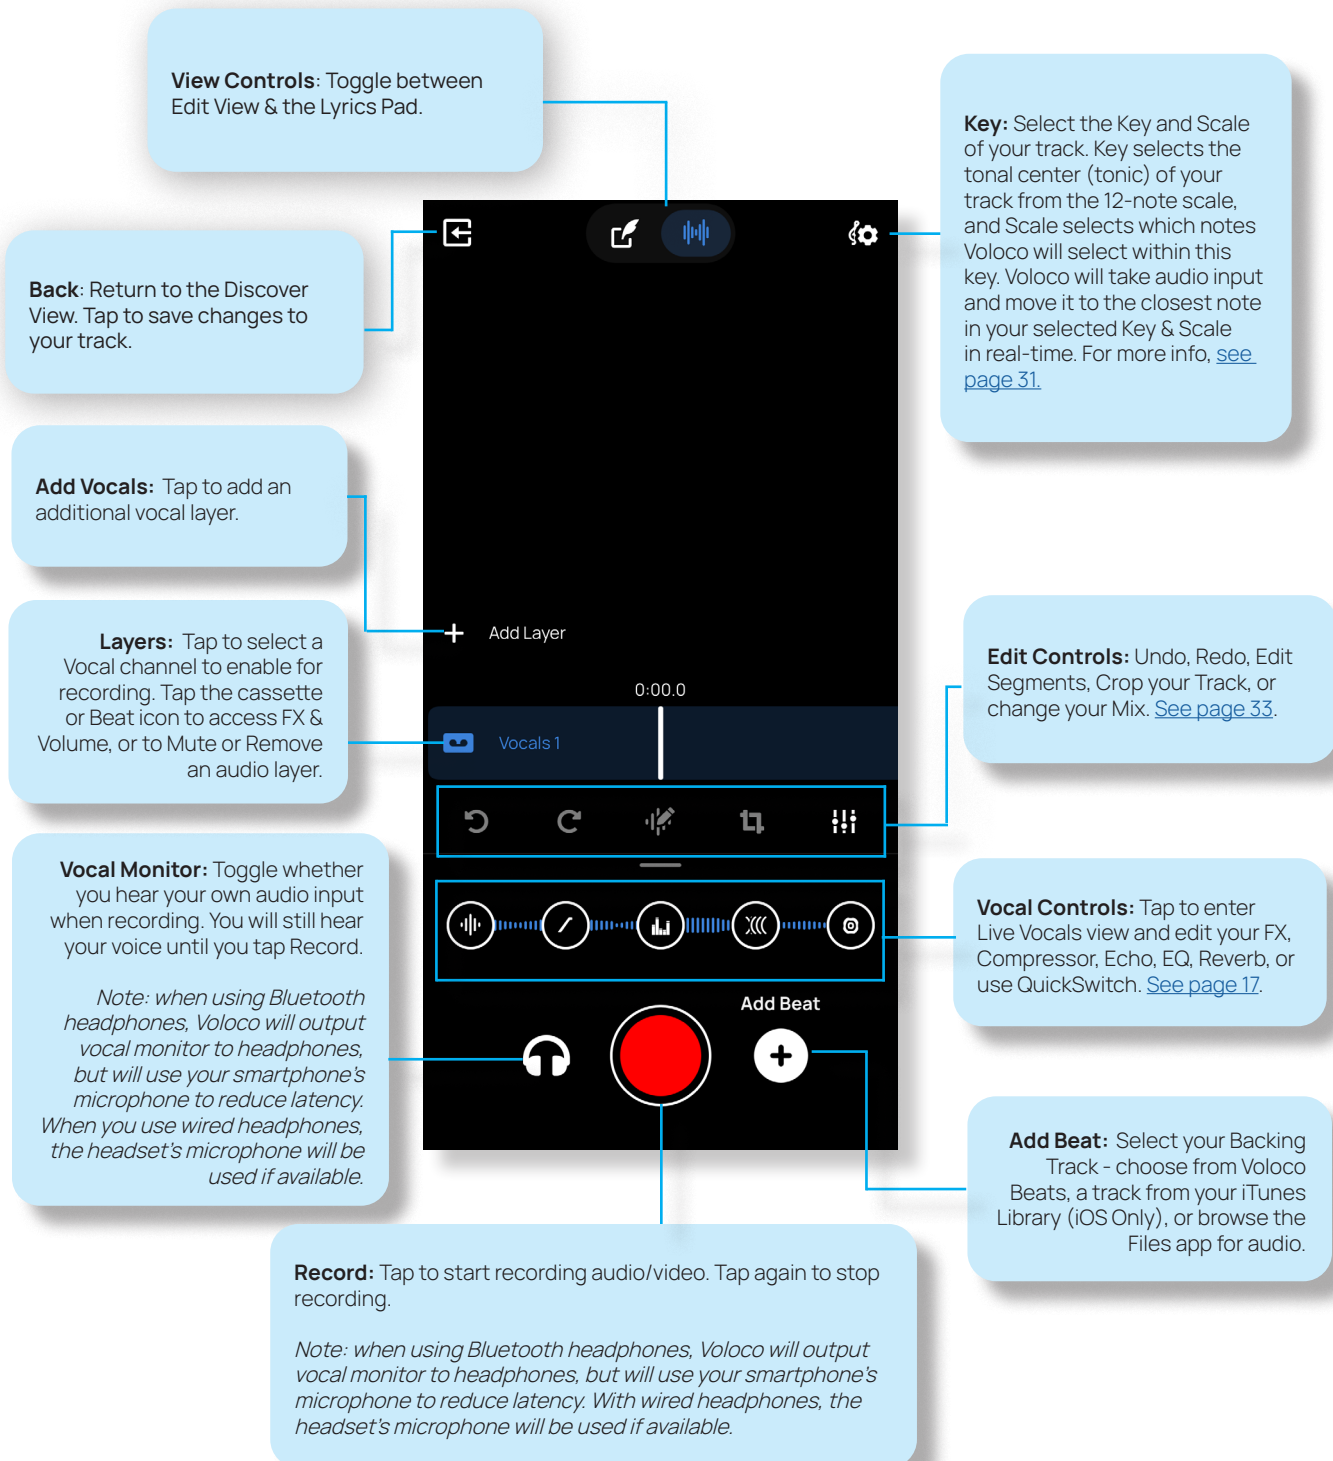 View Controls: Toggle between
Edit View & the Lyrics Pad.
Key: Select the Key and Scale
of your track. Key selects the
tonal center (tonic) of your
track from the 12-note scale,
and Scale selects which notes
Voloco will select within this
key. Voloco will take audio input
and move it to the closest note
in your selected Key & Scale
in real-time. For more info, see
page 31.
Back: Return to the Discover
View. Tap to save changes to
your track.
Add Vocals: Tap to add an
additional vocal layer.
Layers: Tap to select a
Vocal channel to enable for
recording. Tap the cassette
or Beat icon to access FX &
Volume, or to Mute or Remove
an audio layer.
Add Layer
0:00.0
Vocals 1
Edit Controls: Undo, Redo, Edit
Segments, Crop your Track, or
change your Mix. See page 33.
Vocal Monitor: Toggle whether
you hear your own audio input
when recording. You will still hear
your voice until you tap Record.
Note: when using Bluetooth
headphones, Voloco will output
vocal monitor to headphones,
but will use your smartphone's
microphone to reduce latency.
When you use wired headphones,
the headset's microphone will be
used if available.
Vocal Controls: Tap to enter
Live Vocals view and edit your FX,
Compressor, Echo, EQ, Reverb, or
use QuickSwitch. See page 17.
Add Beat
Add Beat: Select your Backing
Track - choose from Voloco
Beats, a track from your iTunes
Library (iOS Only), or browse the
Files app for audio.
Record: Tap to start recording audio/video. Tap again to stop
recording.
Note: when using Bluetooth headphones, Voloco will output
vocal monitor to headphones, but will use your smartphone's
microphone to reduce latency. With wired headphones, the
headset's microphone will be used if available.